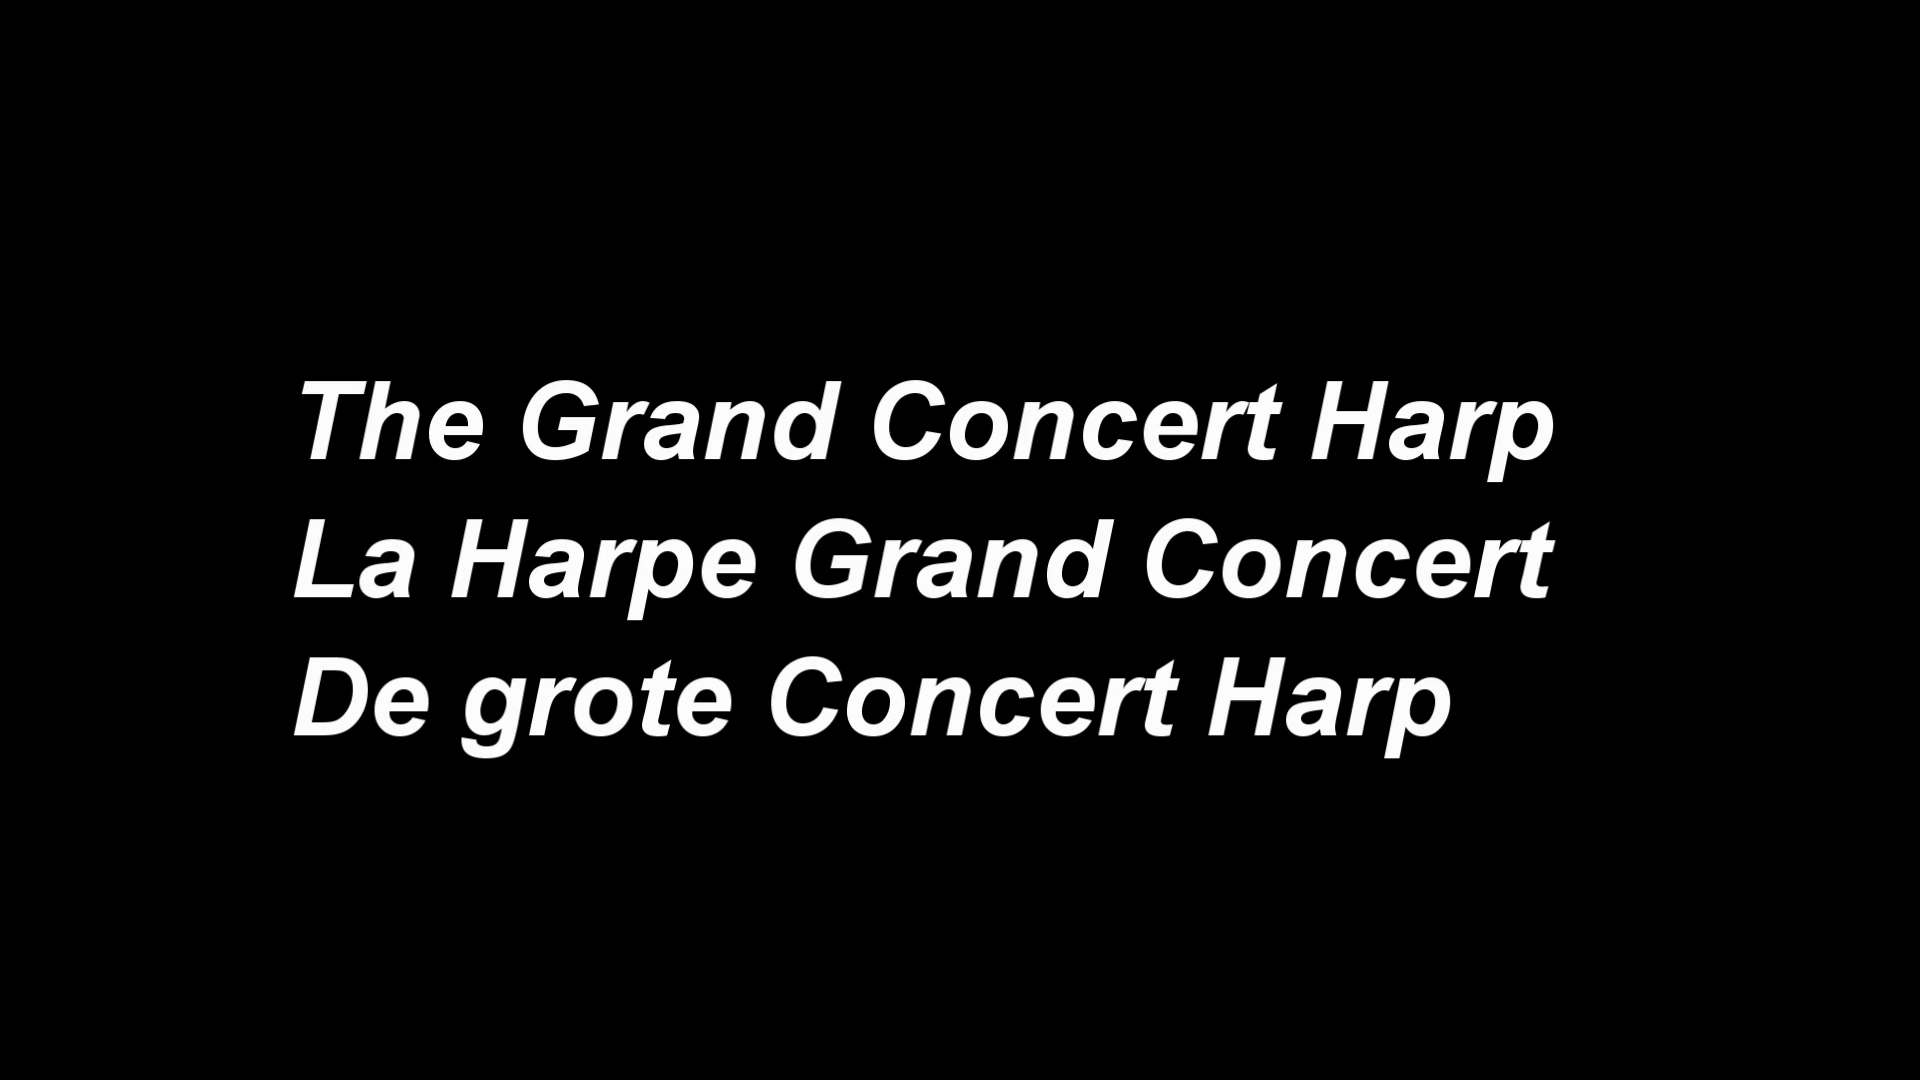 The Grand Concert Harp
La Harpe Grand Concert
De grote Concert Harp